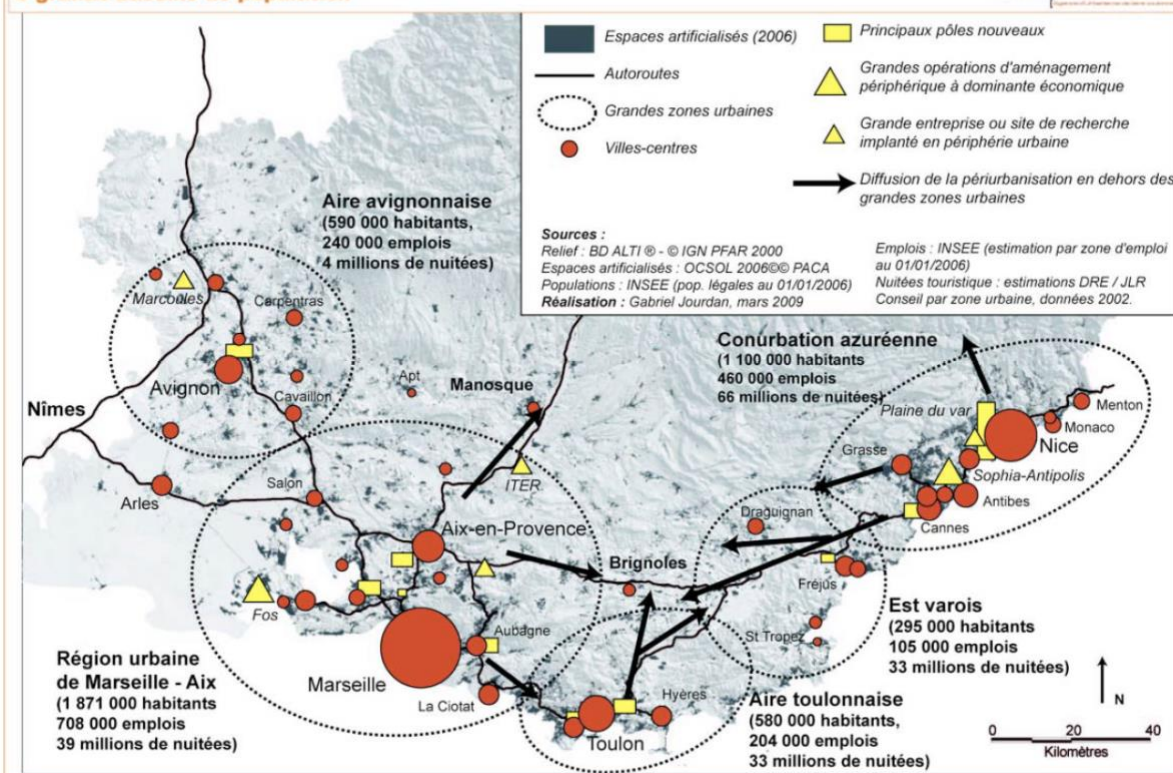 Espaces artificialisés (2006)
Autoroutes
Grandes zones urbaines
Villes-centres
Principaux pôles nouveaux
Grandes opérations d'aménagement
périphérique à dominante économique
Grande entreprise ou site de recherche
implanté en périphérie urbaine
Diffusion de la périurbanisation en dehors des
grandes zones urbaines
Sources :
Relief : BD ALTI ® - © IGN PFAR 2000
Espaces artificialisés : OCSOL 2006©© PACA
Populations : INSEE (pop. légales au 01/01/2006)
Réalisation : Gabriel Jourdan, mars 2009
Emplois : INSEE (estimation par zone d'emploi
au 01/01/2006)
Nuitées touristique : estimations DRE / JLR
Conseil par zone urbaine, données 2002.
Aire avignonnaise
(590 000 habitants,
240 000 emplois
4 millions de nuitées)
Marcoules
Carpentras
Avignon
Cavaillon
Apt
Manosque
Nîmes
Arles
Salon
ITER
Aix-en-Provence
Brignoles
Fos
Marseille
Aubagne
La Ciotat
Région urbaine
de Marseille - Aix
(1 871 000 habitants
708 000 emplois
39 millions de nuitées)
Conurbation azuréenne
(1 100 000 habitants
460 000 emplois
66 millions de nuitées)
Plaine du var
Menton
Monaco
Nice
Grasse
Sophia-Antipolis
Antibes
Cannes
Draguignan
Fréjus
St Tropez
Est varois
(295 000 habitants
105 000 emplois
33 millions de nuitées)
Hyères
Toulon
Aire toulonnaise
(580 000 habitants,
204 000 emplois
33 millions de nuitées)
N
0 20 40
Kilomètres